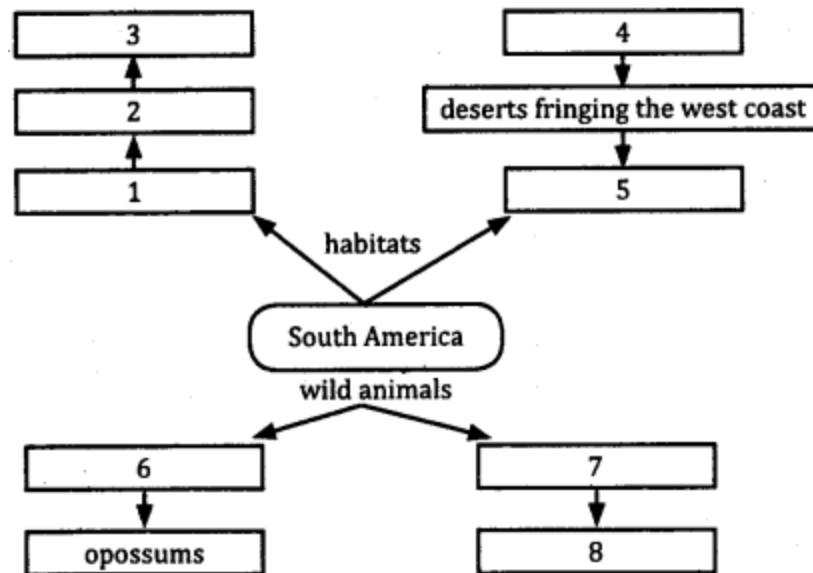 3
4
2
deserts fringing the west coast
1
5
habitats
South America
wild animals
6
7
opossums
8